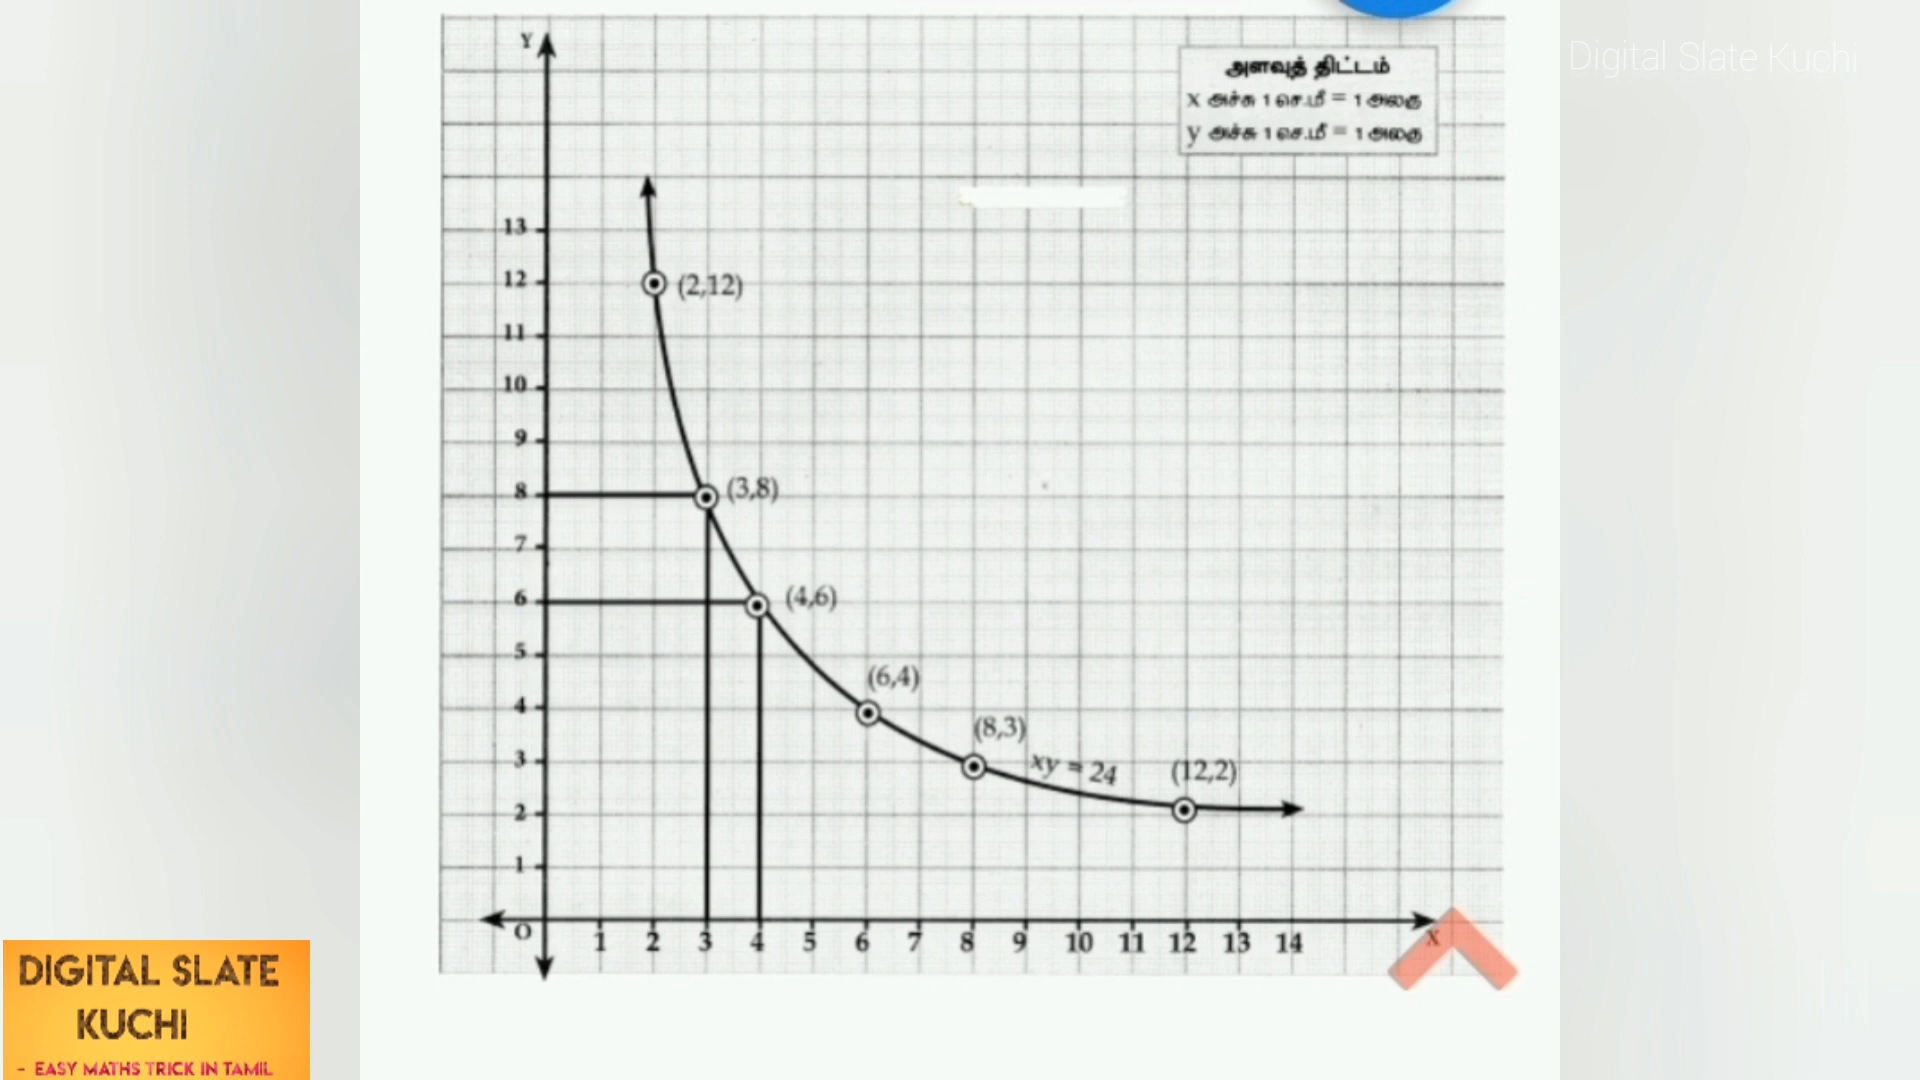 Digital Slate Kuchi
Y
அளவுத் திட்டம்
x அச்சு 1 செ.மீ = 1 அலகு
y அச்சு 1 செ.மீ = 1 அலகு
13
12
(2,12)
11
10
9
8
(3,8)
7
6
(4,6)
5
(6,4)
4
(8,3)
3
xy = 24
(12,2)
2
1
O
1 2 3 4 5 6 7 8 9 10 11 12 13 14
X
DIGITAL SLATE
KUCHI
- EASY MATHS TRICK IN TAMIL